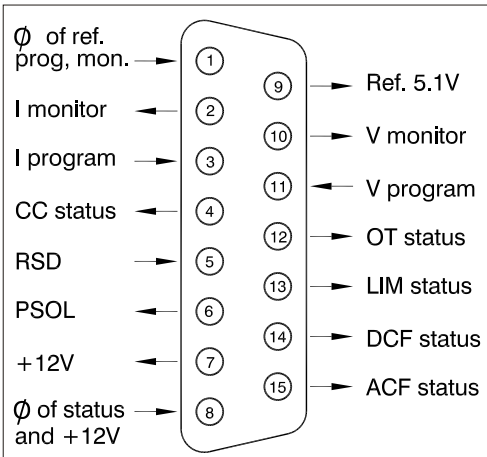 ϕ of ref.
prog, mon.
1
I monitor
2
I program
3
CC status
4
RSD
5
PSOL
6
+12V
7
ϕ of status
and +12V
8
9
Ref. 5.1V
10
V monitor
11
V program
12
OT status
13
LIM status
14
DCF status
15
ACF status